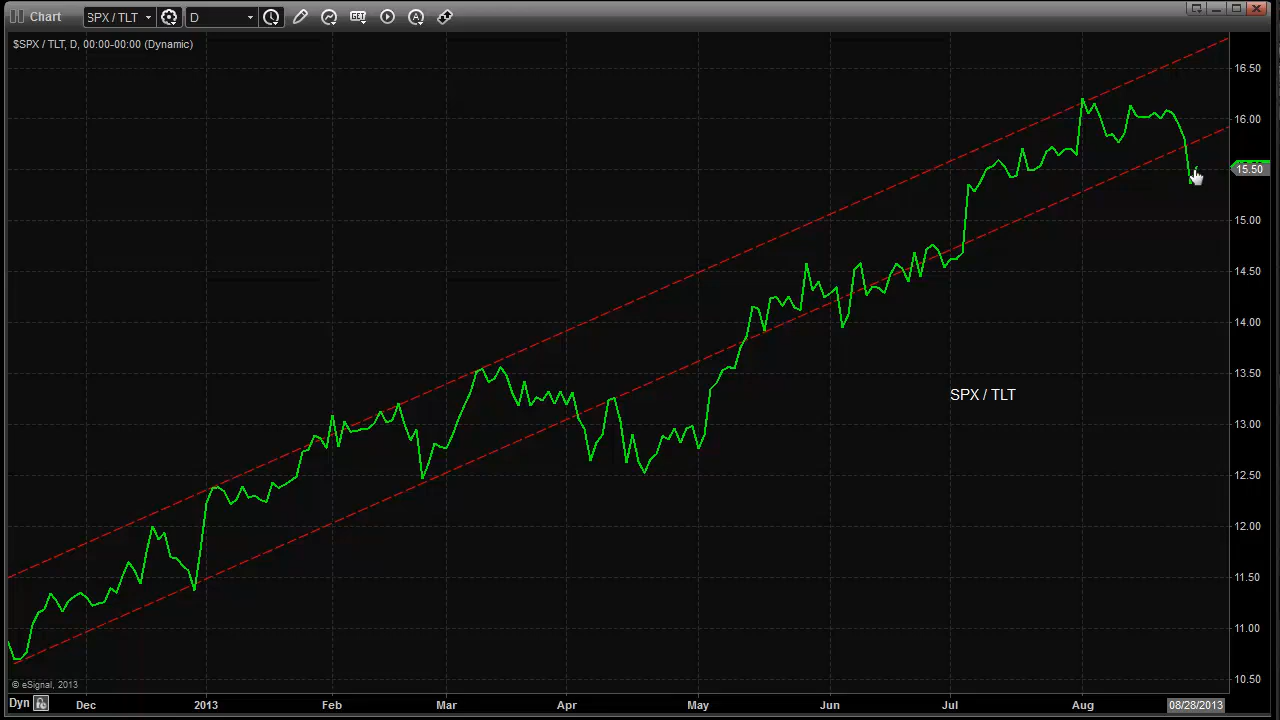 Chart SPX / TLT D GET A
$SPX / TLT, D, 00:00-00:00 (Dynamic)
16.50
16.00
15.50
15.00
14.50
14.00
13.50
SPX / TLT
13.00
12.50
12.00
11.50
11.00
10.50
© eSignal, 2013
Dyn Dec 2013 Feb Mar Apr May Jun Jul Aug 08/28/2013